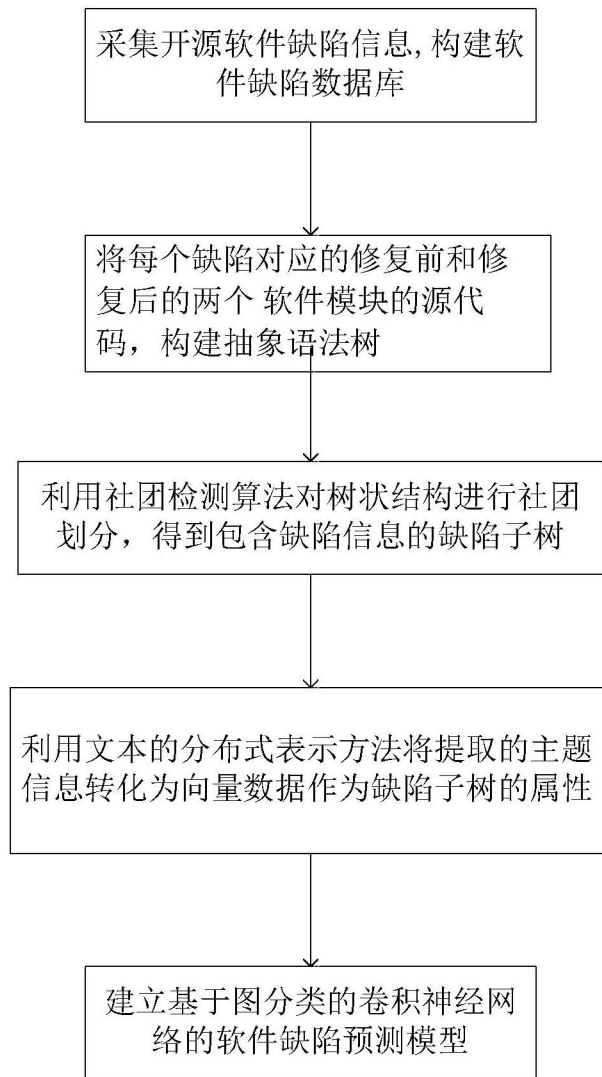 采集开源软件缺陷信息,构建软
件缺陷数据库
将每个缺陷对应的修复前和修
复后的两个 软件模块的源代
码，构建抽象语法树
利用社团检测算法对树状结构进行社团
划分，得到包含缺陷信息的缺陷子树
利用文本的分布式表示方法将提取的主题
信息转化为向量数据作为缺陷子树的属性
建立基于图分类的卷积神经网
络的软件缺陷预测模型